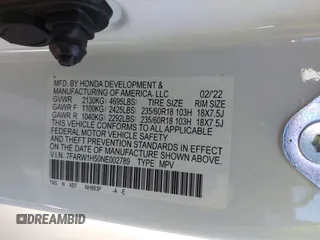 MFD. BY HONDA DEVELOPMENT &
MANUFACTURING OF AMERICA, LLC 02/'22
GVWR 2130KG( 4695LBS) TIRE SIZE RIM SIZE
GAWR F 1100KG( 2425LBS) 235/60R18 103H 18X7.5J
GAWR R 1040KG( 2292LBS) 235/60R18 103H 18X7.5J
THIS VEHICLE CONFORMS TO ALL APPLICABLE
FEDERAL MOTOR VEHICLE SAFETY, BUMPER,
AND THEFT PREVENTION STANDARDS IN EFFECT
ON THE DATE OF MANUFACTURE SHOWN ABOVE.
V.I.N. 7FARW1H50NE002789 TYPE MPV
NH883P -A -E
DREAMBID